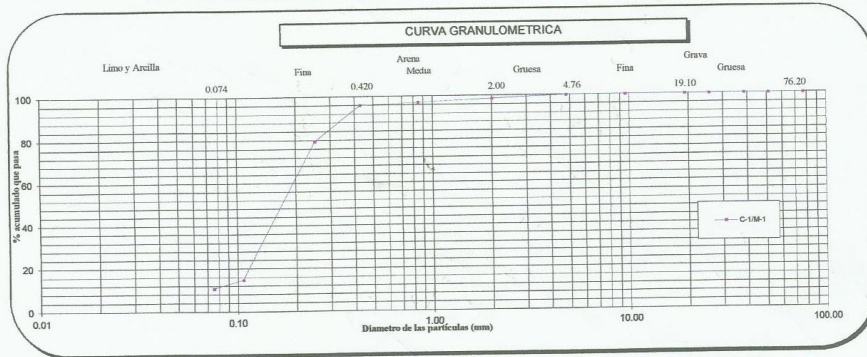 CURVA GRANULOMETRICA
Limo y Arcilla
Arena
Fina
Media
Gruesa
Grava
Fina
Gruesa
0.074
0.420
2.00
4.76
19.10
76.20
100
80
60
40
20
0
% acumulado que pasa
C-1/M-1
0.01
0.10
1.00
10.00
100.00
Diametro de las particulas (mm)